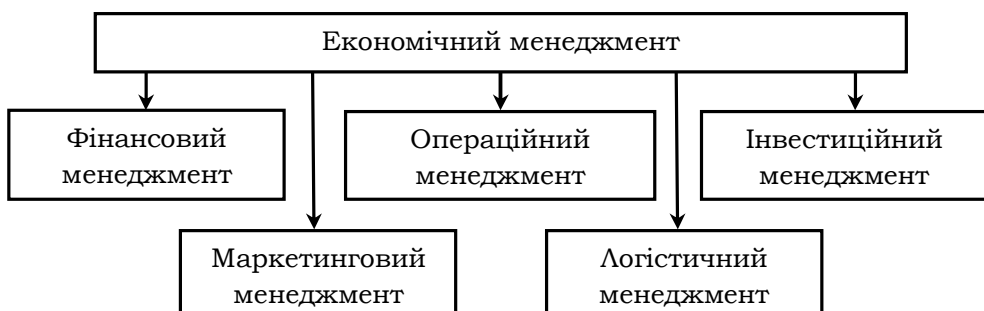 Економічний менеджмент
Фінансовий
менеджмент
Операційний
менеджмент
Інвестиційний
менеджмент
Маркетинговий
менеджмент
Логістичний
менеджмент